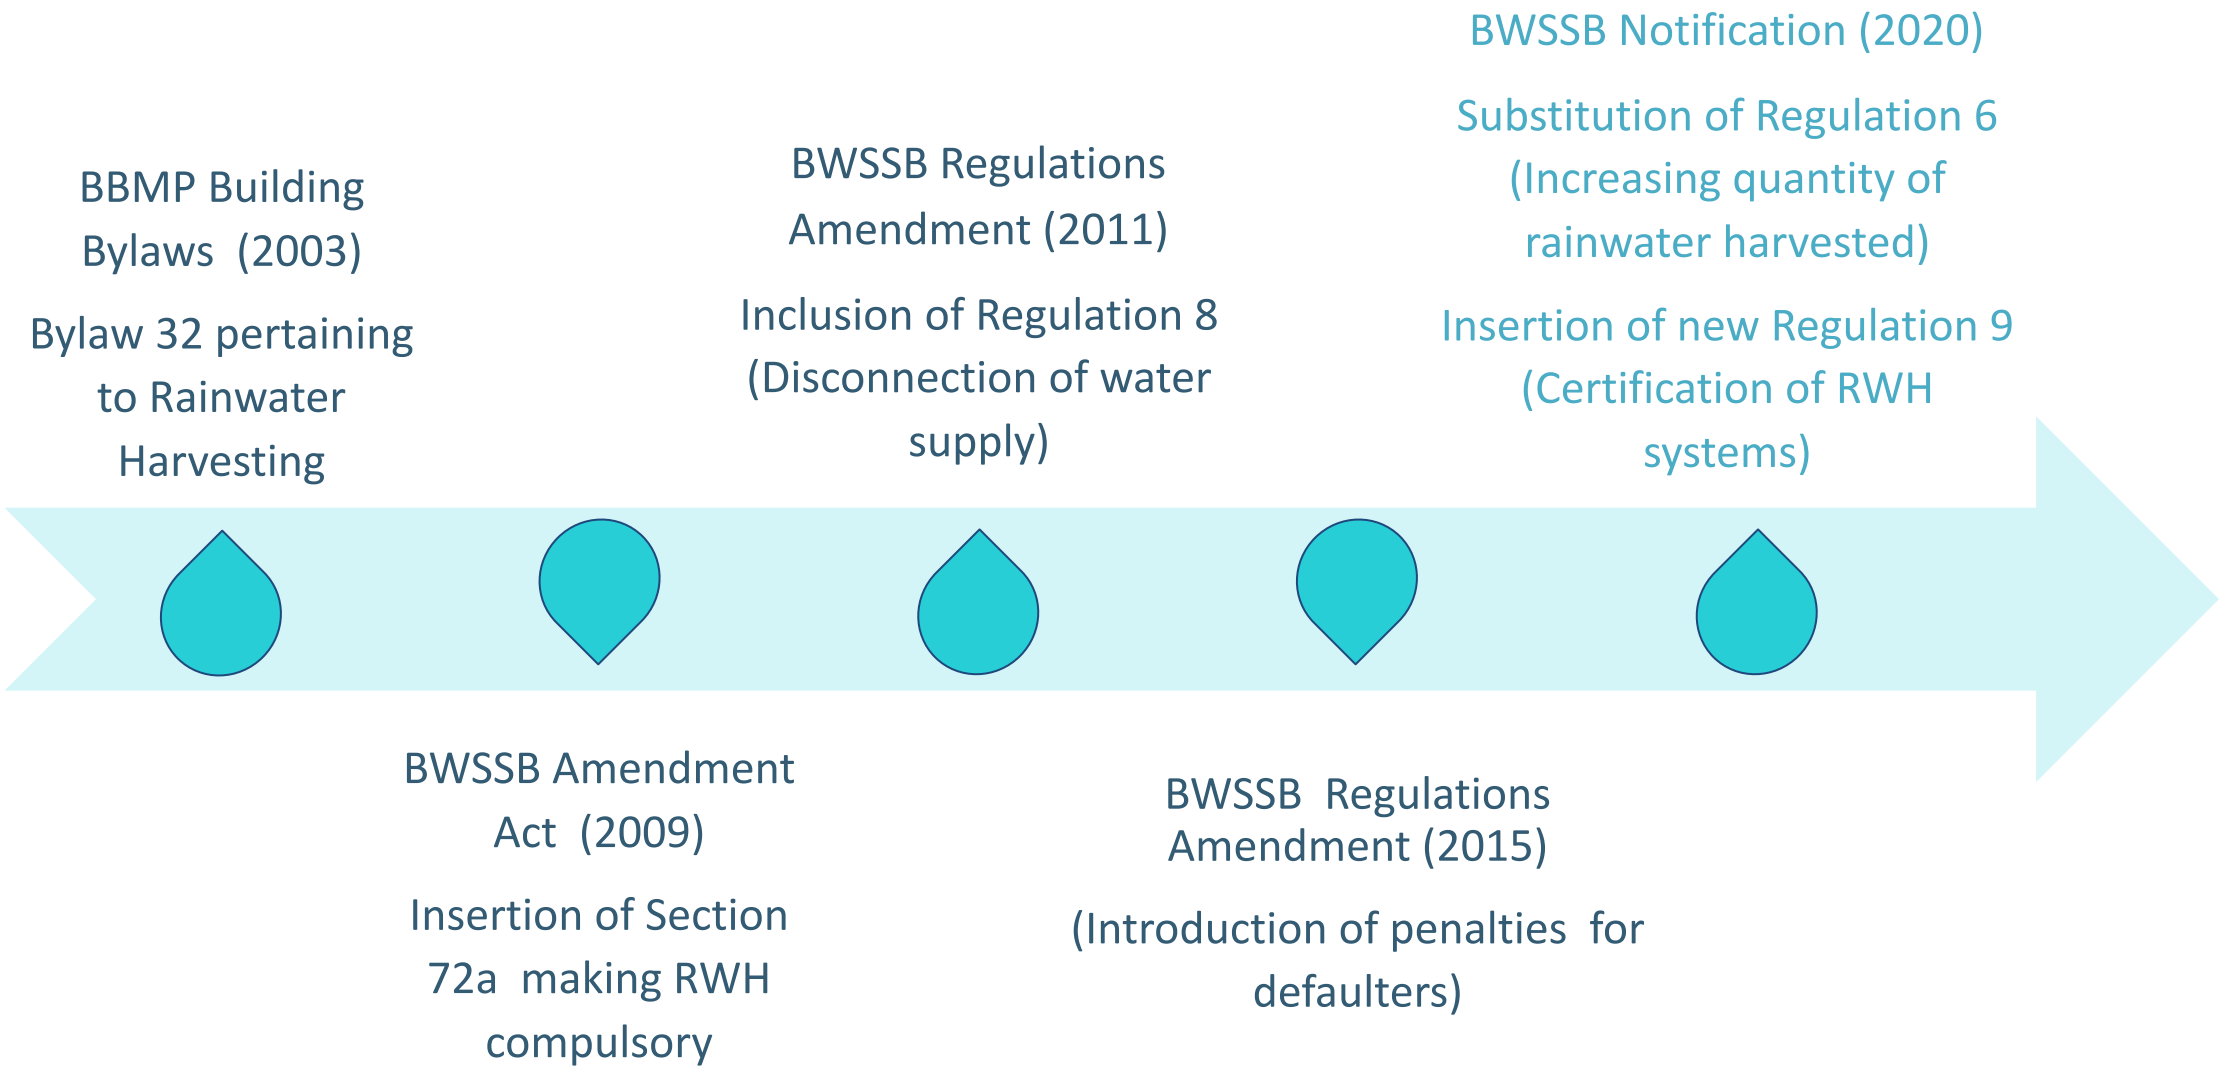 BBMP Building
Bylaws (2003)
Bylaw 32 pertaining
to Rainwater
Harvesting
BWSSB Amendment
Act (2009)
Insertion of Section
72a making RWH
compulsory
BWSSB Regulations
Amendment (2011)
Inclusion of Regulation 8
(Disconnection of water
supply)
BWSSB Regulations
Amendment (2015)
(Introduction of penalties for
defaulters)
BWSSB Notification (2020)
Substitution of Regulation 6
(Increasing quantity of
rainwater harvested)
Insertion of new Regulation 9
(Certification of RWH
systems)